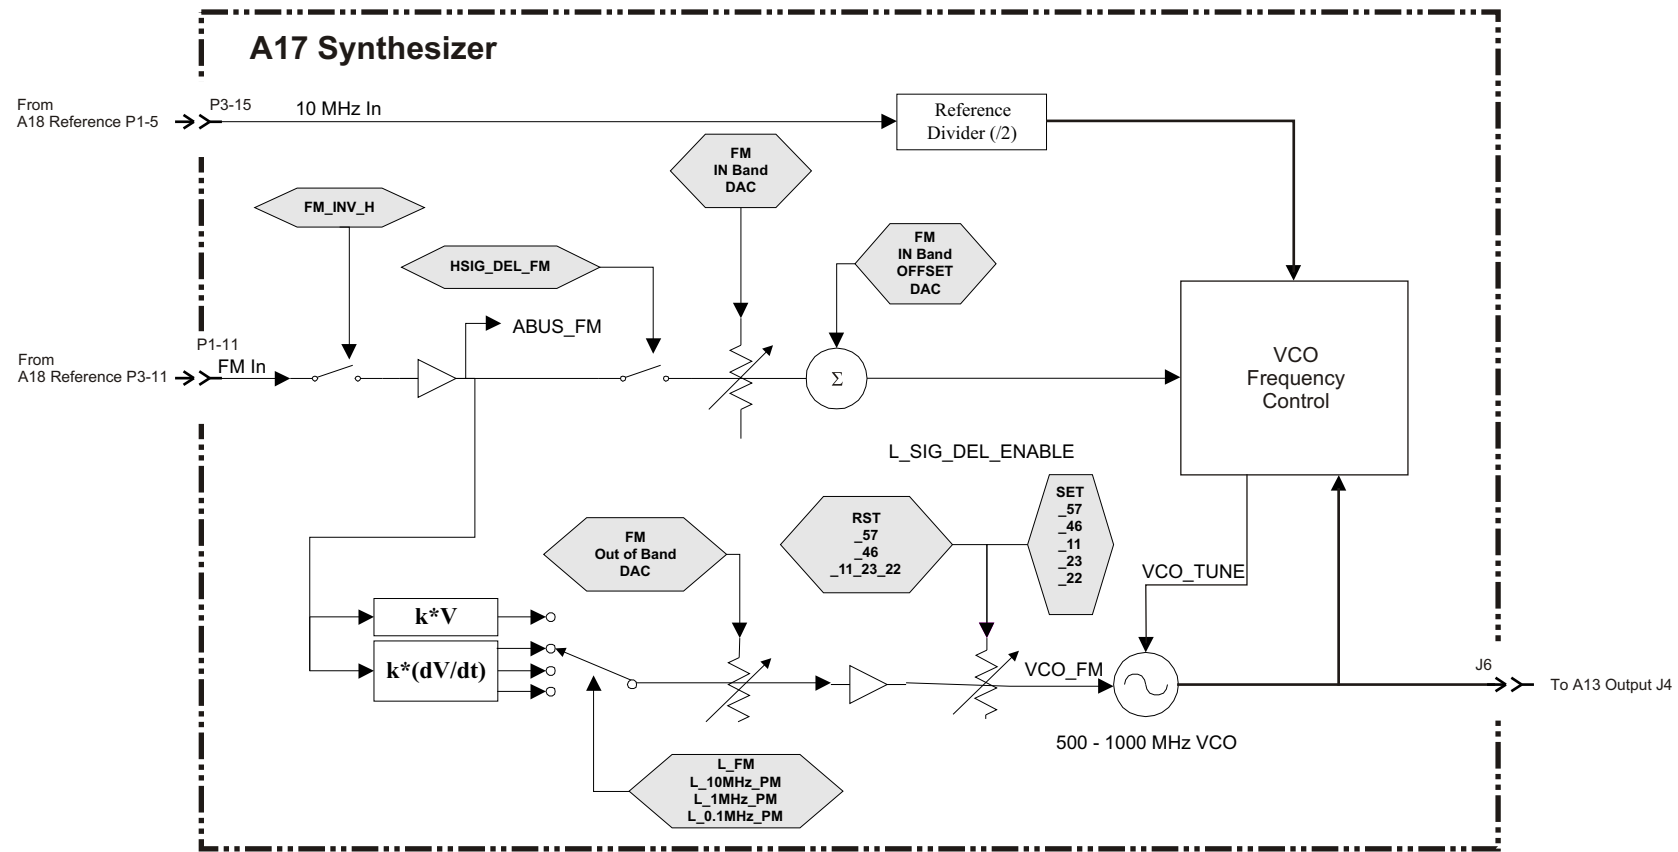 A17 Synthesizer
From
A18 Reference P1-5
P3-15
10 MHz In
Reference
Divider (/2)
FM
IN Band
DAC
FM_INV_H
HSIG_DEL_FM
FM
IN Band
OFFSET
DAC
ABUS_FM
From
A18 Reference P3-11
P1-11
FM In
Σ
VCO
Frequency
Control
L_SIG_DEL_ENABLE
RST
_57
_46
_11_23_22
SET
_57
_46
_11
_23
_22
FM
Out of Band
DAC
VCO_TUNE
k*V
k*(dV/dt)
VCO_FM
J6
To A13 Output J4
500 - 1000 MHz VCO
L_FM
L_10MHz_PM
L_1MHz_PM
L_0.1MHz_PM